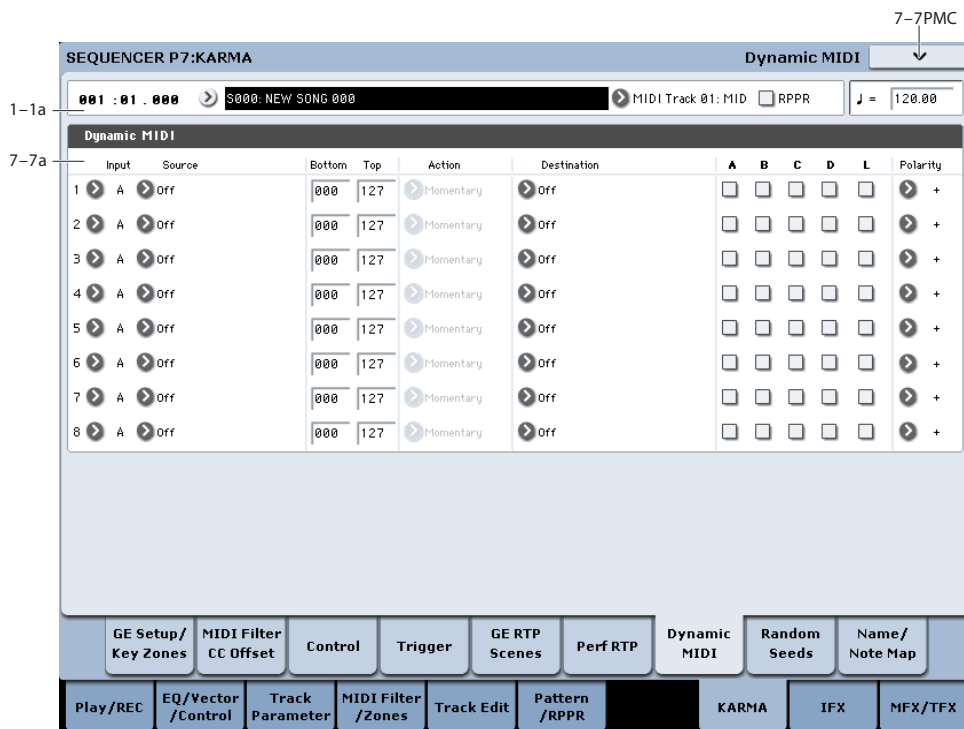 7-7PMC
SEQUENCER P7:KARMA Dynamic MIDI
1-1a
001 :01 . 000 S000: NEW SONG 000 MIDI Track 01: MID RPPR ♩ = 120.00
Dynamic MIDI
7-7a
Input Source Bottom Top Action Destination A B C D L Polarity
1 A Off 000 127 Momentary Off +
2 A Off 000 127 Momentary Off +
3 A Off 000 127 Momentary Off +
4 A Off 000 127 Momentary Off +
5 A Off 000 127 Momentary Off +
6 A Off 000 127 Momentary Off +
7 A Off 000 127 Momentary Off +
8 A Off 000 127 Momentary Off +
GE Setup/ Key Zones MIDI Filter CC Offset Control Trigger GE RTP Scenes Perf RTP Dynamic MIDI Random Seeds Name/ Note Map
Play/REC EQ/Vector /Control Track Parameter MIDI Filter /Zones Track Edit Pattern /RPPR KARMA IFX MFX/TFX